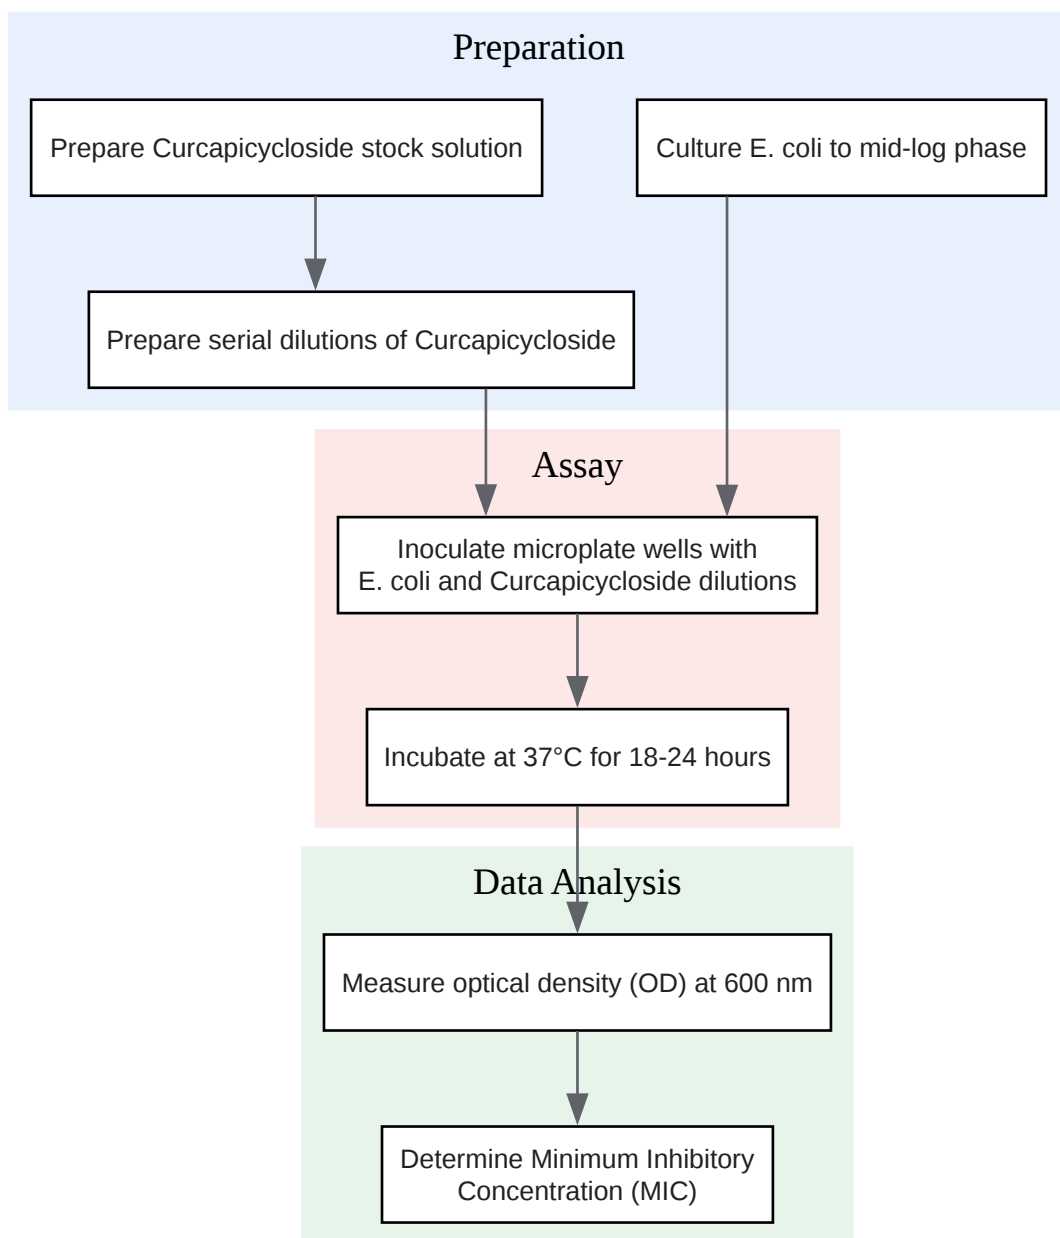 Preparation
Prepare Curcapicycloside stock solution
Culture E. coli to mid-log phase
Prepare serial dilutions of Curcapicycloside
Assay
Inoculate microplate wells with
E. coli and Curcapicycloside dilutions
Incubate at 37°C for 18-24 hours
Data Analysis
Measure optical density (OD) at 600 nm
Determine Minimum Inhibitory
Concentration (MIC)